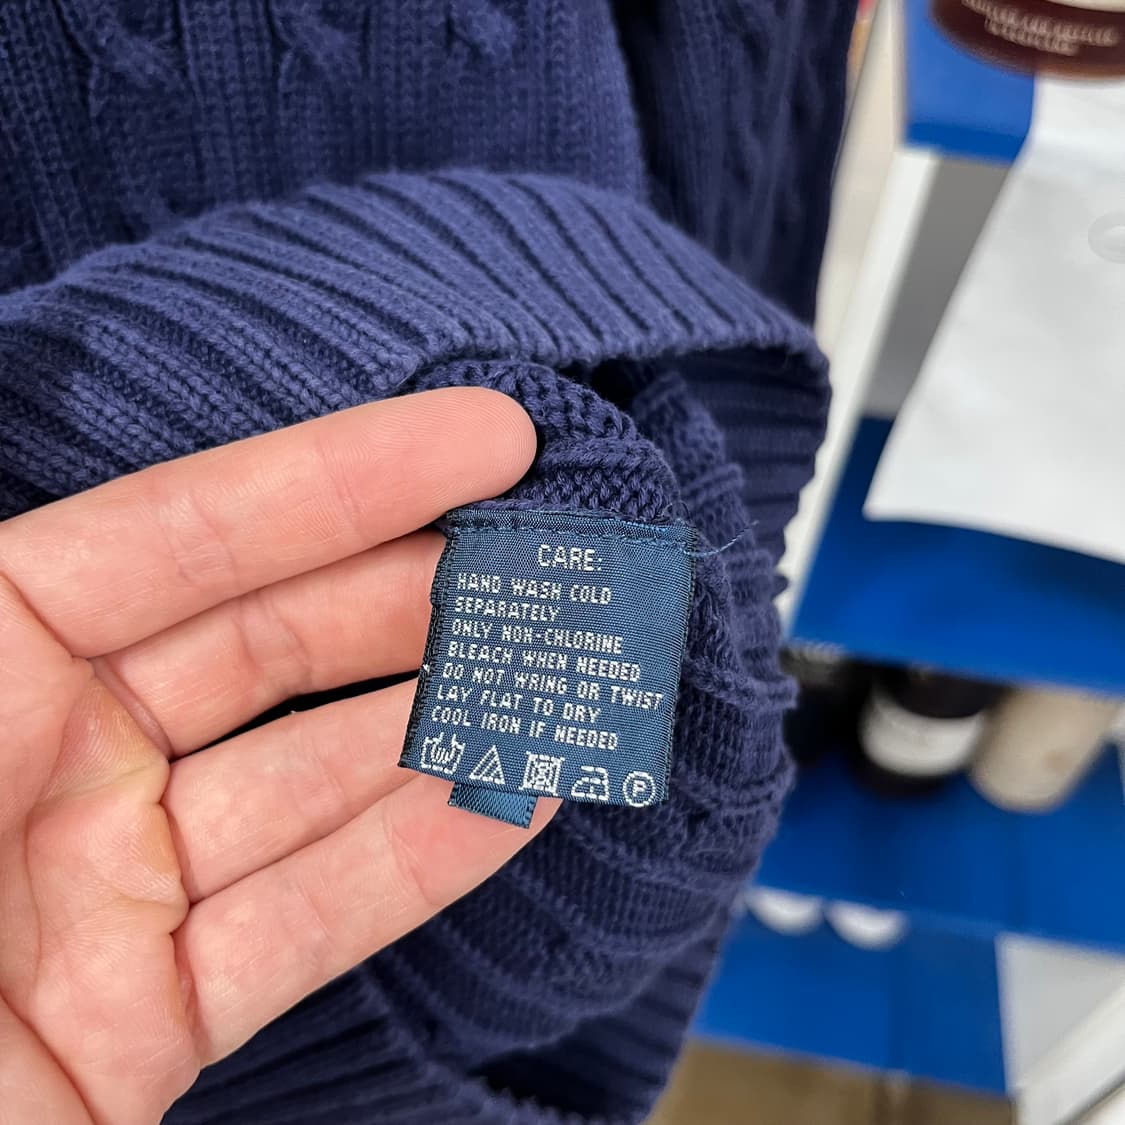 CARE:
HAND WASH COLD
SEPARATELY
ONLY NON-CHLORINE
BLEACH WHEN NEEDED
DO NOT WRING OR TWIST
LAY FLAT TO DRY
COOL IRON IF NEEDED
P